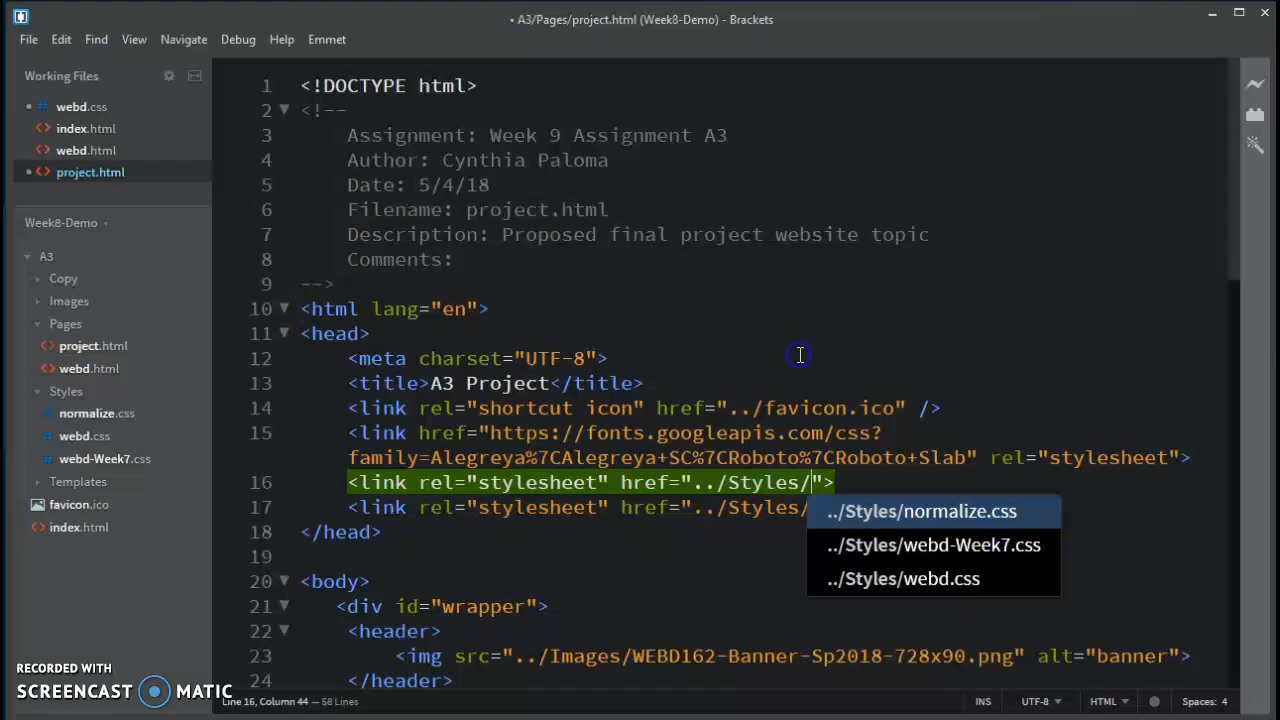 • A3/Pages/project.html (Week8-Demo) - Brackets
File Edit Find View Navigate Debug Help Emmet
Working Files
• # webd.css
<> index.html
<> webd.html
• <> project.html
Week8-Demo
A3
Copy
Images
Pages
<> project.html
<> webd.html
Styles
# normalize.css
# webd.css
# webd-Week7.css
Templates
favicon.ico
<> index.html
1 <!DOCTYPE html>
2 <!--
3 Assignment: Week 9 Assignment A3
4 Author: Cynthia Paloma
5 Date: 5/4/18
6 Filename: project.html
7 Description: Proposed final project website topic
8 Comments:
9 -->
10 <html lang="en">
11 <head>
12 <meta charset="UTF-8">
13 <title>A3 Project</title>
14 <link rel="shortcut icon" href="../favicon.ico" />
15 <link href="https://fonts.googleapis.com/css?
family=Alegreya%7CAlegreya+SC%7CRoboto%7CRoboto+Slab" rel="stylesheet">
16 <link rel="stylesheet" href="../Styles/">
17 <link rel="stylesheet" href="../Styles/
../Styles/normalize.css
../Styles/webd-Week7.css
../Styles/webd.css
18 </head>
19
20 <body>
21 <div id="wrapper">
22 <header>
23 <img src="../Images/WEBD162-Banner-Sp2018-728x90.png" alt="banner">
24 </header>
RECORDED WITH
SCREENCAST MATIC
Line 16, Column 44 — 58 Lines
INS UTF-8 HTML Spaces: 4